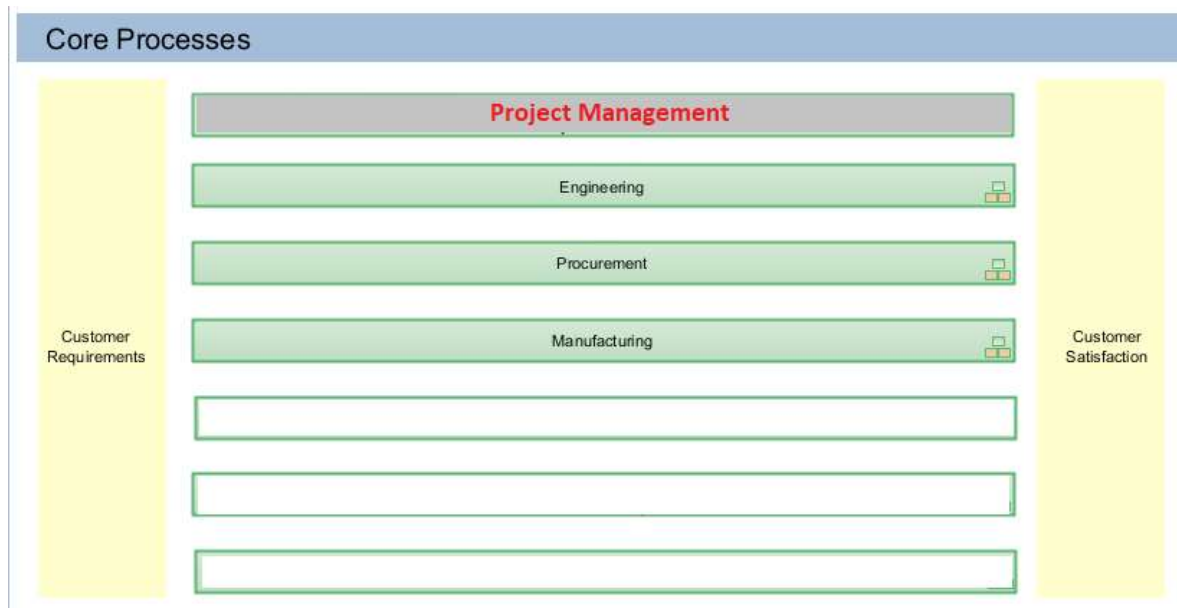 Core Processes
Project Management
Engineering
Procurement
Manufacturing
Customer
Requirements
Customer
Satisfaction